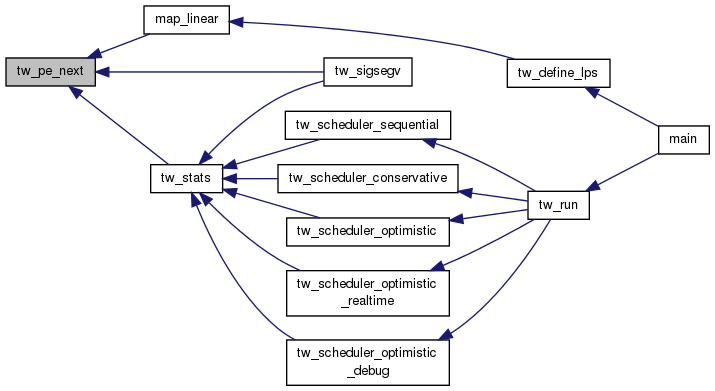 map_linear
tw_pe_next
tw_sigsegv
tw_define_lps
tw_scheduler_sequential
main
tw_stats
tw_scheduler_conservative
tw_run
tw_scheduler_optimistic
tw_scheduler_optimistic
_realtime
tw_scheduler_optimistic
_debug